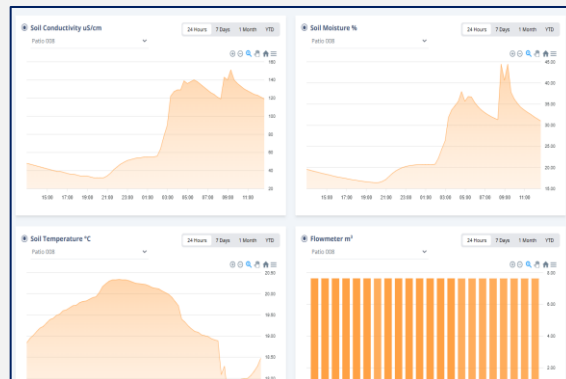 Soil Conductivity uS/cm
24 Hours 7 Days 1 Month YTD
Patio 008
160
140
120
100
80
60
40
20
15:00 17:00 19:00 21:00 23:00 01:00 03:00 05:00 07:00 09:00 11:00
Soil Moisture %
24 Hours 7 Days 1 Month YTD
Patio 008
45.00
40.00
35.00
30.00
25.00
20.00
15.00
15:00 17:00 19:00 21:00 23:00 01:00 03:00 05:00 07:00 09:00 11:00
Soil Temperature °C
24 Hours 7 Days 1 Month YTD
Patio 008
20.50
Flowmeter m³
24 Hours 7 Days 1 Month YTD
Patio 008
8.00
6.00
4.00
2.00